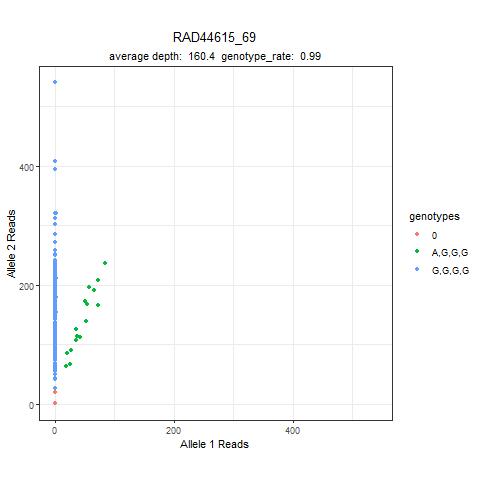 RAD44615_69
average depth:  160.4  genotype_rate:  0.99
Allele 2 Reads
400
200
0
0
200
400
Allele 1 Reads
genotypes
0
A,G,G,G
G,G,G,G